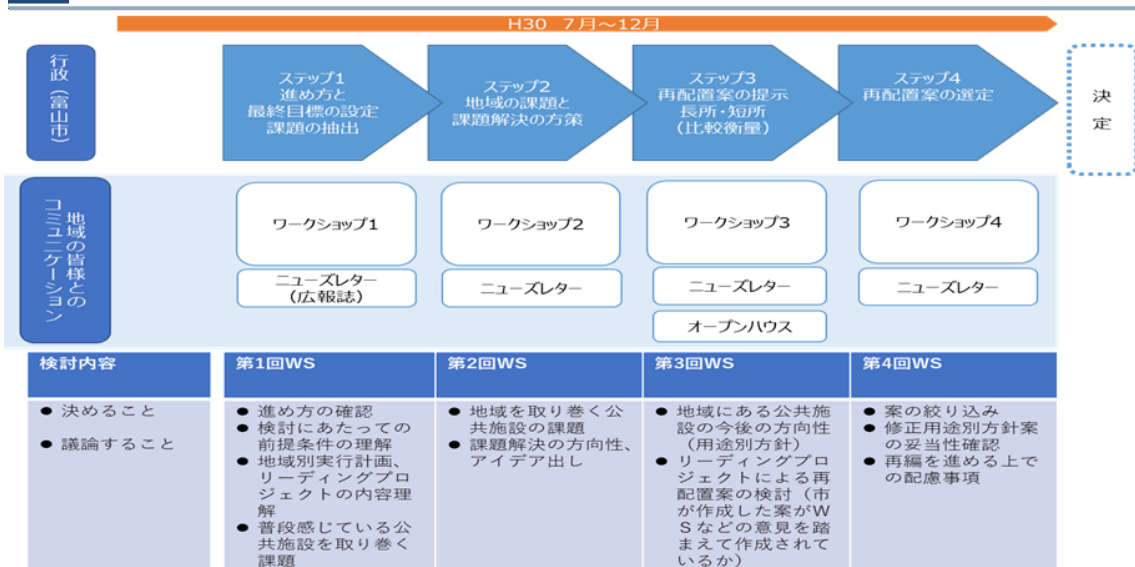 H30 7月～12月
行政（富山市）
ステップ1
進め方と
最終目標の設定
課題の抽出
ステップ2
地域の課題と
課題解決の方策
ステップ3
再配置案の提示
長所・短所
（比較衡量）
ステップ4
再配置案の選定
決
定
地域の皆様との
コミュニケーション
ワークショップ1
ワークショップ2
ワークショップ3
ワークショップ4
ニューズレター
（広報誌）
ニューズレター
ニューズレター
ニューズレター
オープンハウス
検討内容
第1回WS
第2回WS
第3回WS
第4回WS
● 決めること
● 議論すること
● 進め方の確認
● 検討にあたっての
前提条件の理解
● 地域別実行計画、
リーディングプロ
ジェクトの内容理
解
● 普段感じている公
共施設を取り巻く
課題
● 地域を取り巻く公
共施設の課題
● 課題解決の方向性、
アイデア出し
● 地域にある公共施
設の今後の方向性
（用途別方針）
● リーディングプロ
ジェクトによる再
配置案の検討（市
が作成した案がW
Sなどの意見を踏
まえて作成されて
いるか）
● 案の絞り込み
● 修正用途別方針案
の妥当性確認
● 再編を進める上で
の配慮事項